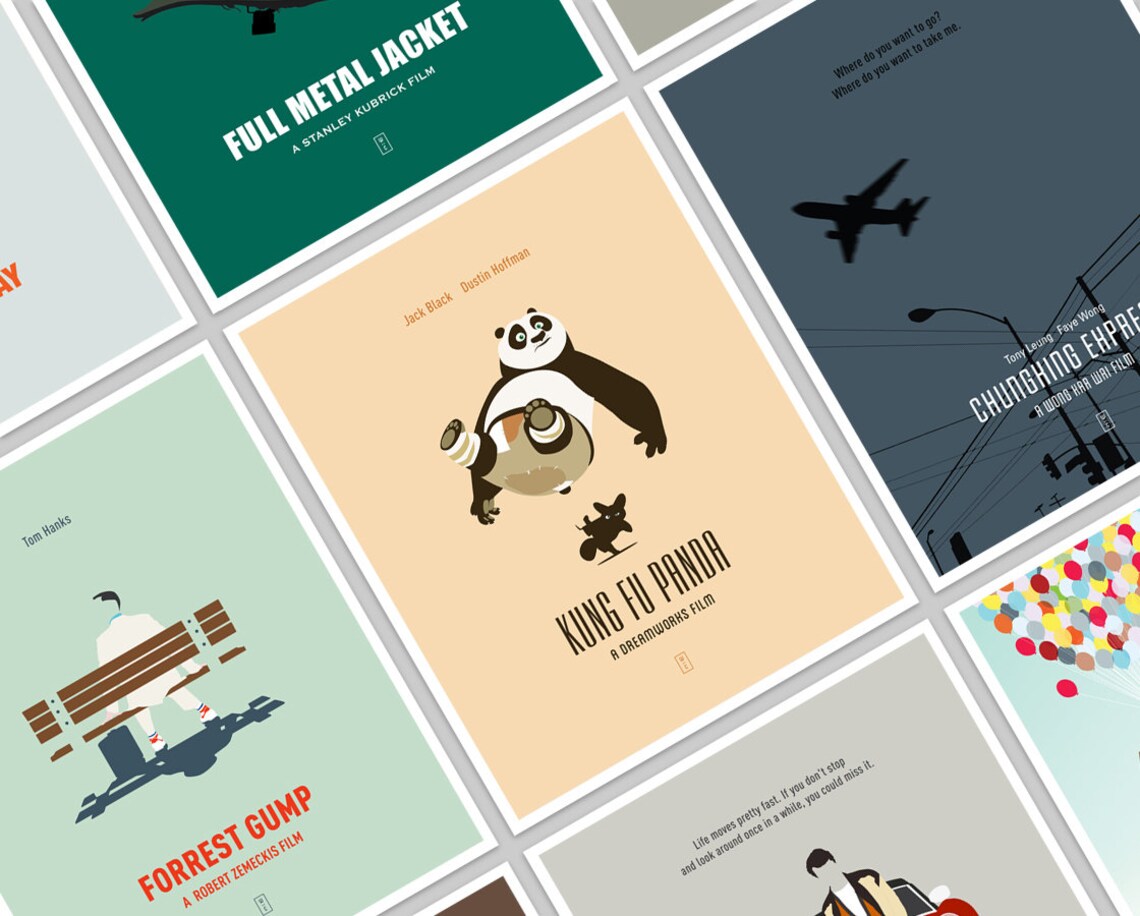 FULL METAL JACKET
A STANLEY KUBRICK FILM
Where do you want to go?
Where do you want to take me.
AY
Jack Black Dustin Hoffman
KUNG FU PANDA
A DREAMWORKS FILM
Tony Leung Faye Wong
CHUNGKING EXPRE
A WONG KAR WAI FILM
Tom Hanks
FORREST GUMP
A ROBERT ZEMECKIS FILM
Life moves pretty fast. If you don't stop
and look around once in a while, you could miss it.